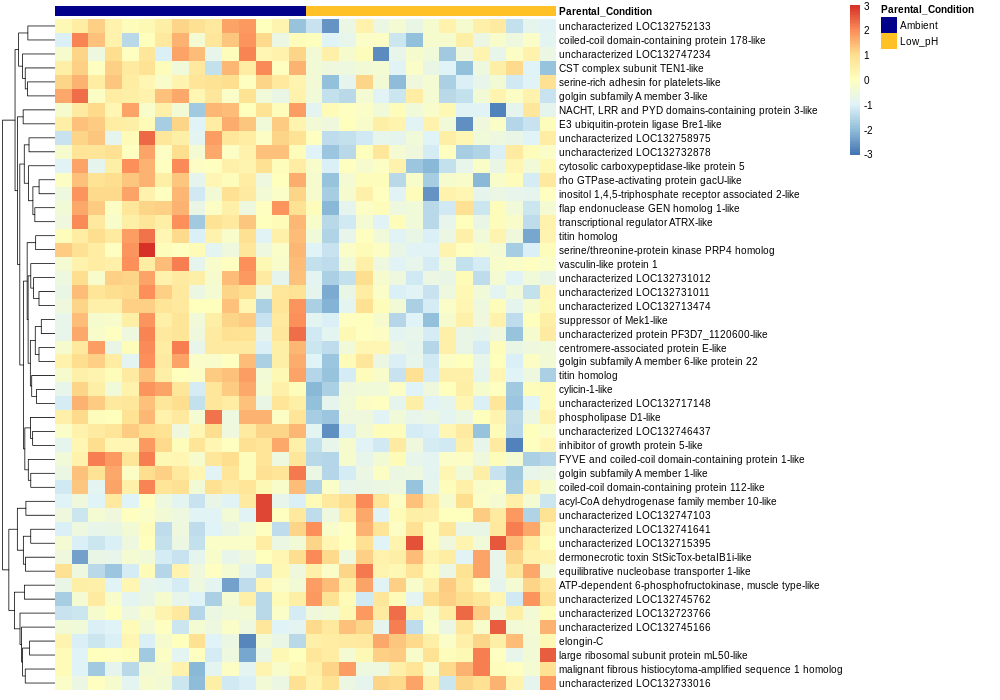 Parental_Condition
uncharacterized LOC132752133
coiled-coil domain-containing protein 178-like
uncharacterized LOC132747234
CST complex subunit TEN1-like
serine-rich adhesin for platelets-like
golgin subfamily A member 3-like
NACHT, LRR and PYD domains-containing protein 3-like
E3 ubiquitin-protein ligase Bre1-like
uncharacterized LOC132758975
uncharacterized LOC132732878
cytosolic carboxypeptidase-like protein 5
rho GTPase-activating protein gacU-like
inositol 1,4,5-triphosphate receptor associated 2-like
flap endonuclease GEN homolog 1-like
transcriptional regulator ATRX-like
titin homolog
serine/threonine-protein kinase PRP4 homolog
vasculin-like protein 1
uncharacterized LOC132731012
uncharacterized LOC132731011
uncharacterized LOC132713474
suppressor of Mek1-like
uncharacterized protein PF3D7_1120600-like
centromere-associated protein E-like
golgin subfamily A member 6-like protein 22
titin homolog
cylicin-1-like
uncharacterized LOC132717148
phospholipase D1-like
uncharacterized LOC132746437
inhibitor of growth protein 5-like
FYVE and coiled-coil domain-containing protein 1-like
golgin subfamily A member 1-like
coiled-coil domain-containing protein 112-like
acyl-CoA dehydrogenase family member 10-like
uncharacterized LOC132747103
uncharacterized LOC132741641
uncharacterized LOC132715395
dermonecrotic toxin StSicTox-betaIB1i-like
equilibrative nucleobase transporter 1-like
ATP-dependent 6-phosphofructokinase, muscle type-like
uncharacterized LOC132745762
uncharacterized LOC132723766
uncharacterized LOC132745166
elongin-C
large ribosomal subunit protein mL50-like
malignant fibrous histiocytoma-amplified sequence 1 homolog
uncharacterized LOC132733016
3
2
1
0
-1
-2
-3
Parental_Condition
Ambient
Low_pH